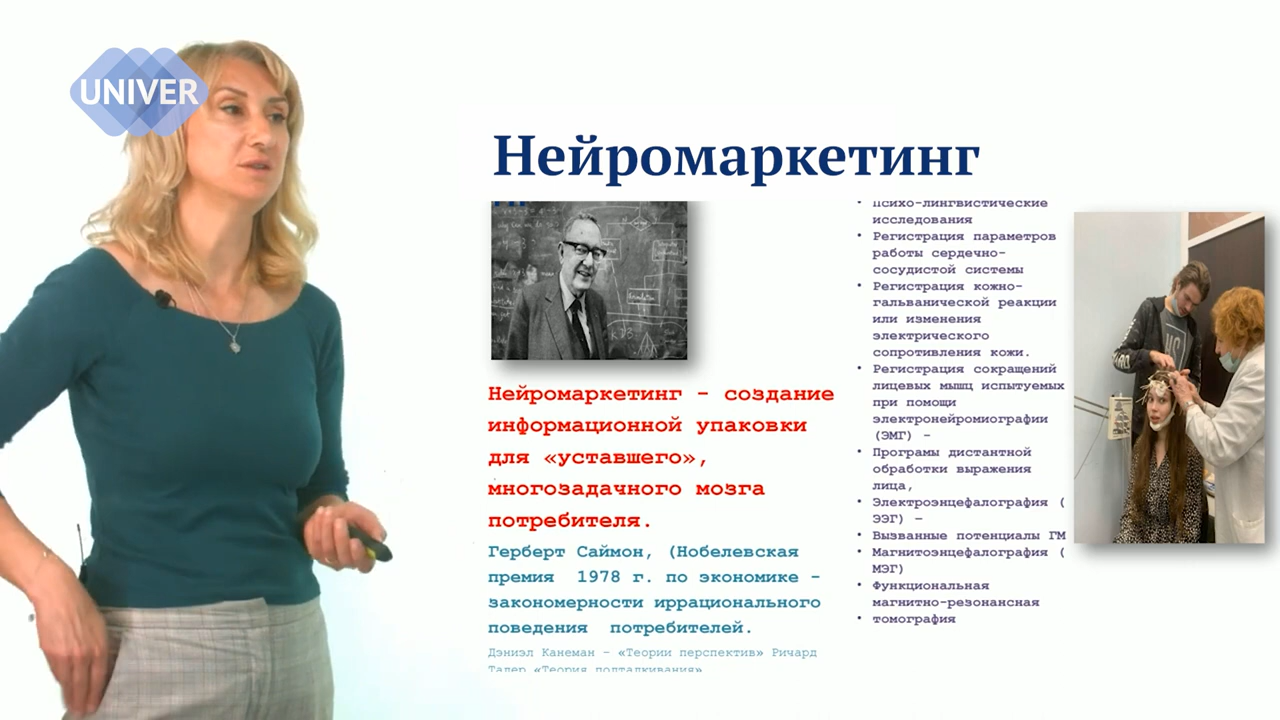 UNIVER
Нейромаркетинг
Нейромаркетинг – создание
информационной упаковки
для «уставшего»,
многозадачного мозга
потребителя.
Герберт Саймон, (Нобелевская
премия 1978 г. по экономике –
закономерности иррационального
поведения потребителей.
Дэниэл Канеман – «Теории перспектив» Ричард
Талер «Теория подталкивания»
• Психо-лингвистические
исследования
• Регистрация параметров
работы сердечно-
сосудистой системы
• Регистрация кожно-
гальванической реакции
или изменения
электрического
сопротивления кожи.
• Регистрация сокращений
лицевых мышц испытуемых
при помощи
электронейромиографии
(ЭМГ) –
• Програмы дистантной
обработки выражения
лица,
• Электроэнцефалография (
ЭЭГ) –
• Вызванные потенциалы ГМ
• Магнитоэнцефалография (
МЭГ)
• Функциональная
магнитно-резонансная
• томография